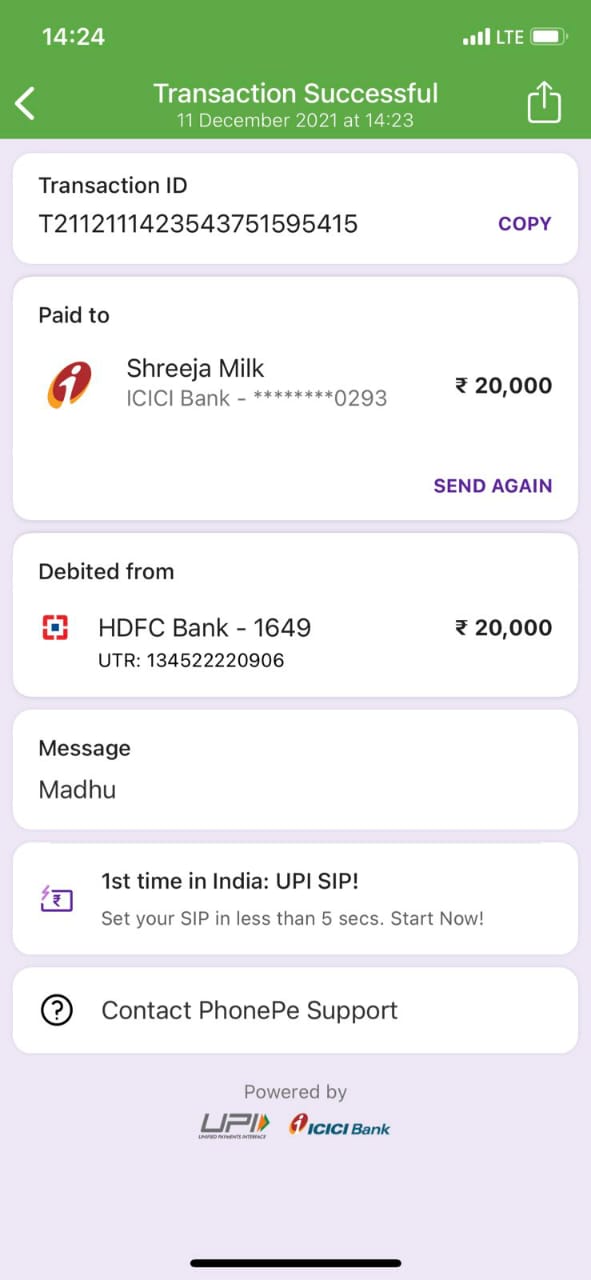 14:24
LTE
Transaction Successful
11 December 2021 at 14:23
Transaction ID
T2112111423543751595415
COPY
Paid to
Shreeja Milk
ICICI Bank - ********0293
₹ 20,000
SEND AGAIN
Debited from
HDFC Bank - 1649
₹ 20,000
UTR: 134522220906
Message
Madhu
1st time in India: UPI SIP!
Set your SIP in less than 5 secs. Start Now!
Contact PhonePe Support
Powered by
UPI
UNIFIED PAYMENTS INTERFACE
ICICI Bank